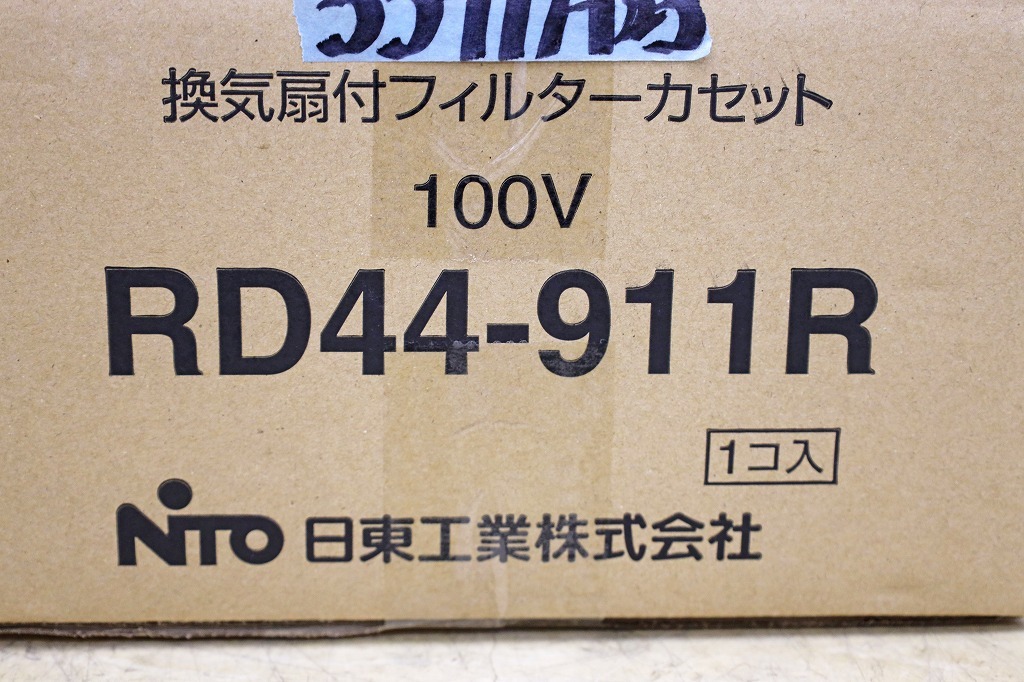 換気扇付フィルターカセット
100V
RD44-911R
1コ入
NiTO 日東工業株式会社